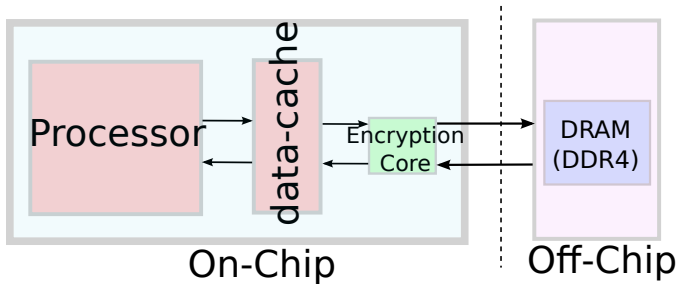 Processor
data-cache
Encryption
Core
DRAM
(DDR4)
On-Chip
Off-Chip